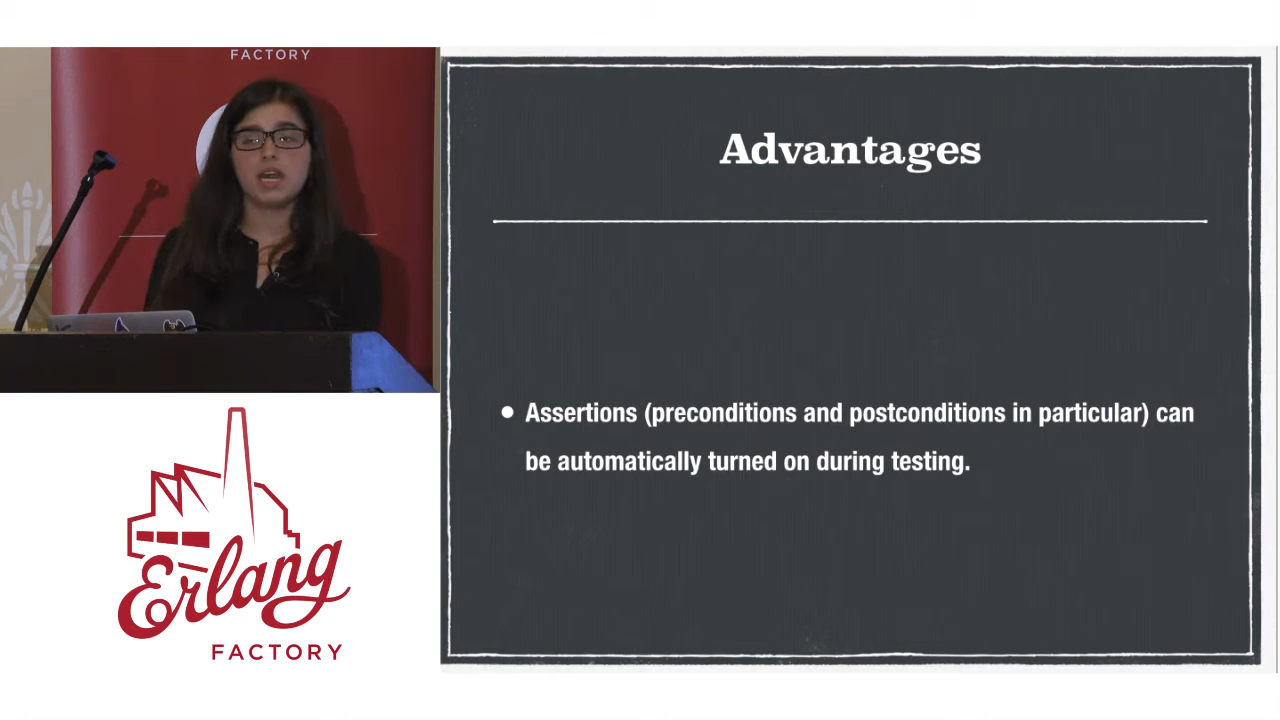 FACTORY
Advantages
• Assertions (preconditions and postconditions in particular) can
be automatically turned on during testing.
Erlang
FACTORY